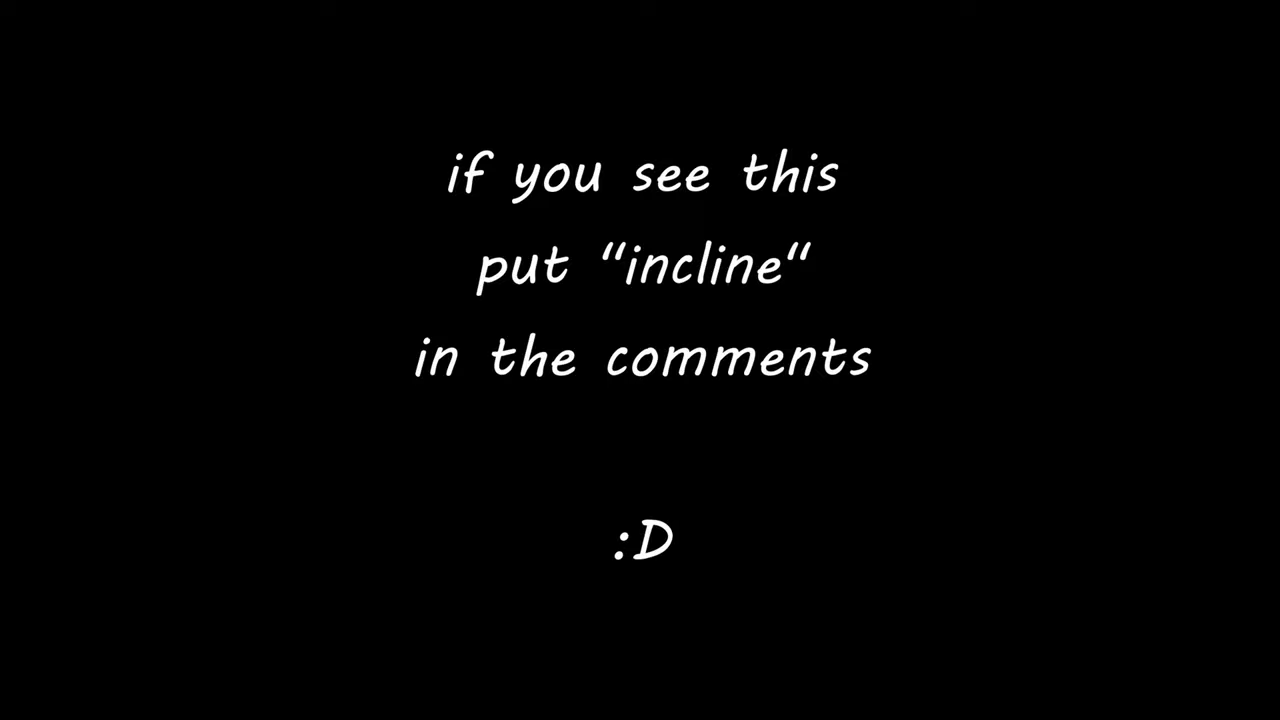 if you see this
put “incline“
in the comments
:D